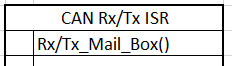 CAN Rx/Tx ISR
Rx/Tx_Mail_Box()